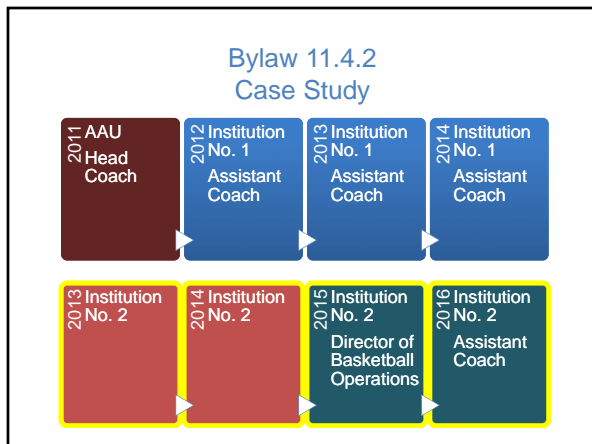 Bylaw 11.4.2
Case Study
2011
AAU
Head
Coach
2012
Institution
No. 1
Assistant
Coach
2013
Institution
No. 1
Assistant
Coach
2014
Institution
No. 1
Assistant
Coach
2013
Institution
No. 2
2014
Institution
No. 2
2015
Institution
No. 2
Director of
Basketball
Operations
2016
Institution
No. 2
Assistant
Coach